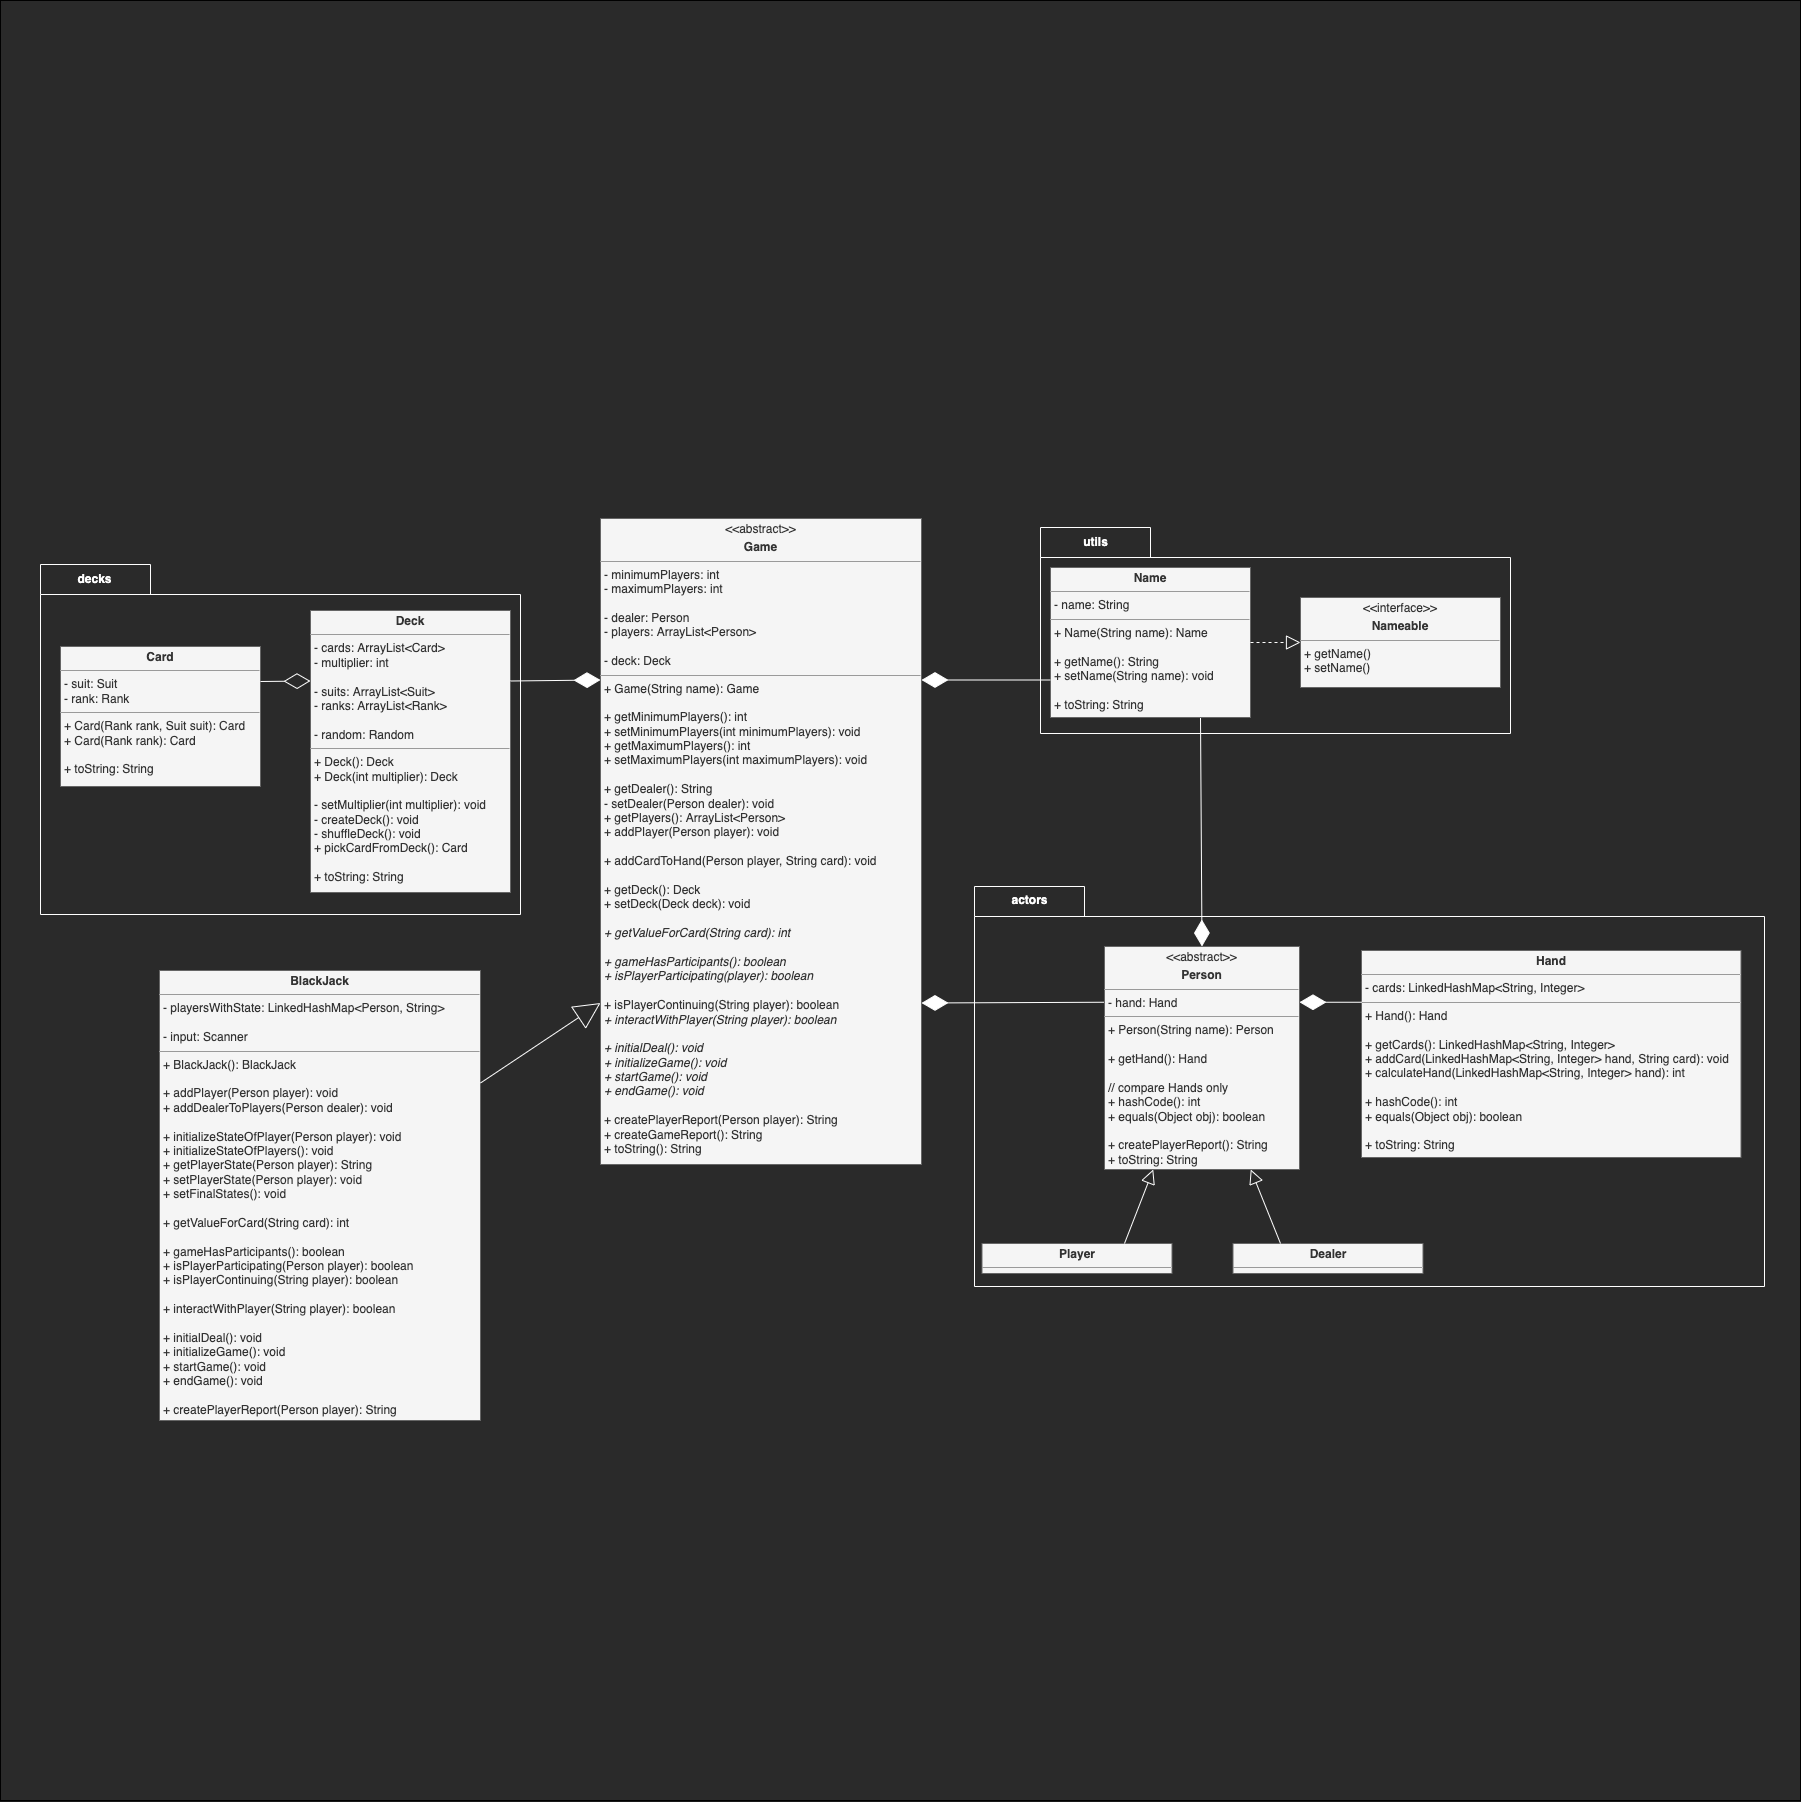 decks
Card
- suit: Suit
- rank: Rank
+ Card(Rank rank, Suit suit): Card
+ Card(Rank rank): Card
+ toString: String
Deck
- cards: ArrayList<Card>
- multiplier: int
- suits: ArrayList<Suit>
- ranks: ArrayList<Rank>
- random: Random
+ Deck(): Deck
+ Deck(int multiplier): Deck
- setMultiplier(int multiplier): void
- createDeck(): void
- shuffleDeck(): void
+ pickCardFromDeck(): Card
+ toString: String
BlackJack
- playersWithState: LinkedHashMap<Person, String>
- input: Scanner
+ BlackJack(): BlackJack
+ addPlayer(Person player): void
+ addDealerToPlayers(Person dealer): void
+ initializeStateOfPlayer(Person player): void
+ initializeStateOfPlayers(): void
+ getPlayerState(Person player): String
+ setPlayerState(Person player): void
+ setFinalStates(): void
+ getValueForCard(String card): int
+ gameHasParticipants(): boolean
+ isPlayerParticipating(Person player): boolean
+ isPlayerContinuing(String player): boolean
+ interactWithPlayer(String player): boolean
+ initialDeal(): void
+ initializeGame(): void
+ startGame(): void
+ endGame(): void
+ createPlayerReport(Person player): String
<<abstract>>
Game
- minimumPlayers: int
- maximumPlayers: int
- dealer: Person
- players: ArrayList<Person>
- deck: Deck
+ Game(String name): Game
+ getMinimumPlayers(): int
+ setMinimumPlayers(int minimumPlayers): void
+ getMaximumPlayers(): int
+ setMaximumPlayers(int maximumPlayers): void
+ getDealer(): String
- setDealer(Person dealer): void
+ getPlayers(): ArrayList<Person>
+ addPlayer(Person player): void
+ addCardToHand(Person player, String card): void
+ getDeck(): Deck
+ setDeck(Deck deck): void
+ getValueForCard(String card): int
+ gameHasParticipants(): boolean
+ isPlayerParticipating(player): boolean
+ isPlayerContinuing(String player): boolean
+ interactWithPlayer(String player): boolean
+ initialDeal(): void
+ initializeGame(): void
+ startGame(): void
+ endGame(): void
+ createPlayerReport(Person player): String
+ createGameReport(): String
+ toString(): String
utils
Name
- name: String
+ Name(String name): Name
+ getName(): String
+ setName(String name): void
+ toString: String
<<interface>>
Nameable
+ getName()
+ setName()
actors
<<abstract>>
Person
- hand: Hand
+ Person(String name): Person
+ getHand(): Hand
// compare Hands only
+ hashCode(): int
+ equals(Object obj): boolean
+ createPlayerReport(): String
+ toString: String
Hand
- cards: LinkedHashMap<String, Integer>
+ Hand(): Hand
+ getCards(): LinkedHashMap<String, Integer>
+ addCard(LinkedHashMap<String, Integer> hand, String card): void
+ calculateHand(LinkedHashMap<String, Integer> hand): int
+ hashCode(): int
+ equals(Object obj): boolean
+ toString: String
Player
Dealer